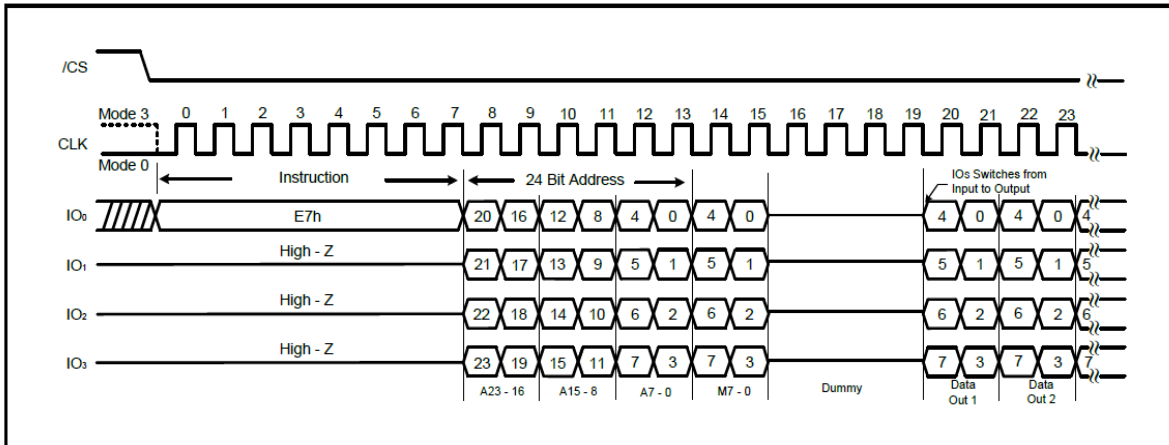 /CS
Mode 3 0 1 2 3 4 5 6 7 8 9 10 11 12 13 14 15 16 17 18 19 20 21 22 23
CLK
Mode 0
Instruction 24 Bit Address IOs Switches from
Input to Output
IO0 E7h 20 16 12 8 4 0 4 0 4 0 4 0 4
High - Z
IO1 21 17 13 9 5 1 5 1 5 1 5 1 5
High - Z
IO2 22 18 14 10 6 2 6 2 6 2 6 2 6
High - Z
IO3 23 19 15 11 7 3 7 3 7 3 7 3 7
A23 - 16 A15 - 8 A7 - 0 M7 - 0 Dummy Data Data
Out 1 Out 2